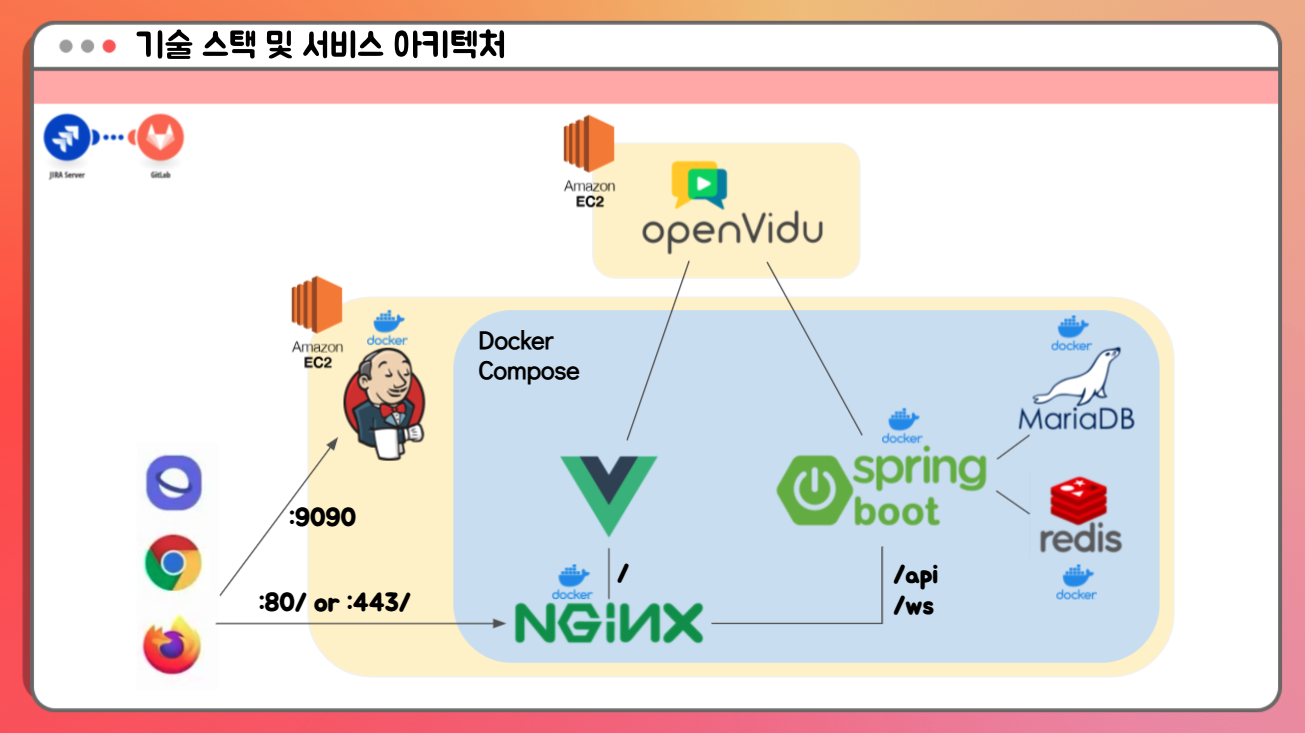 기술 스택 및 서비스 아키텍처
JIRA Server
GitLab
Amazon
EC2
openVidu
Amazon
EC2
docker
Docker
Compose
docker
MariaDB
docker
spring
boot
redis
docker
:9090
:80/ or :443/
docker
/
NGINX
/api
/ws